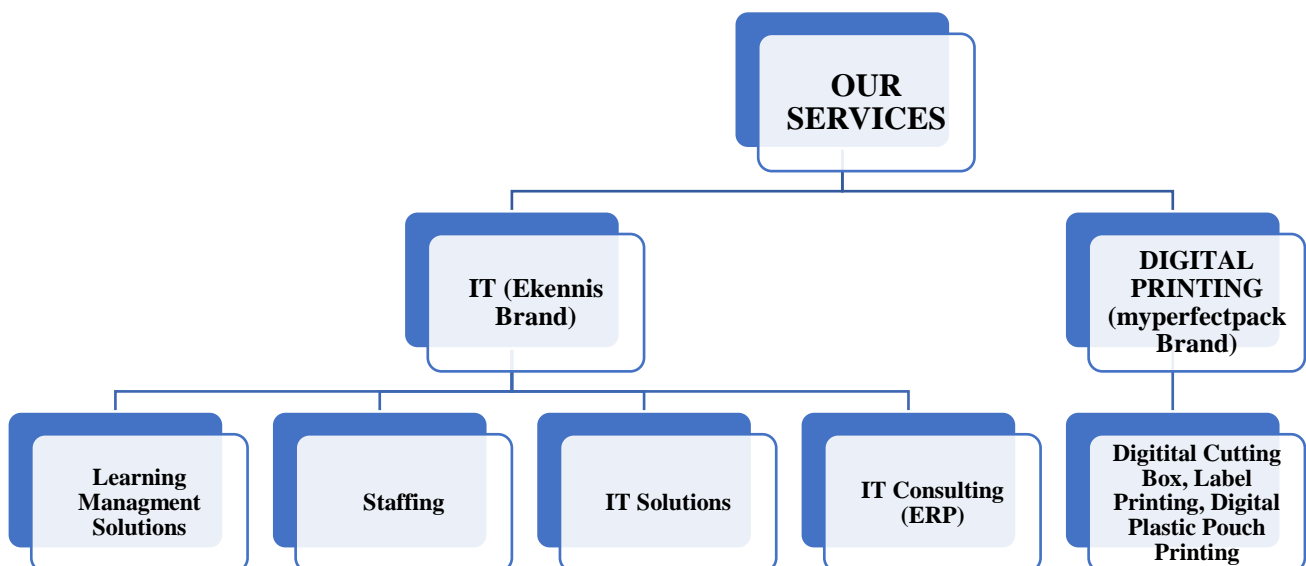 OUR
SERVICES
IT (Ekennis
Brand)
DIGITAL
PRINTING
(myperfectpack
Brand)
Learning
Managment
Solutions
Staffing
IT Solutions
IT Consulting
(ERP)
Digitital Cutting
Box, Label
Printing, Digital
Plastic Pouch
Printing